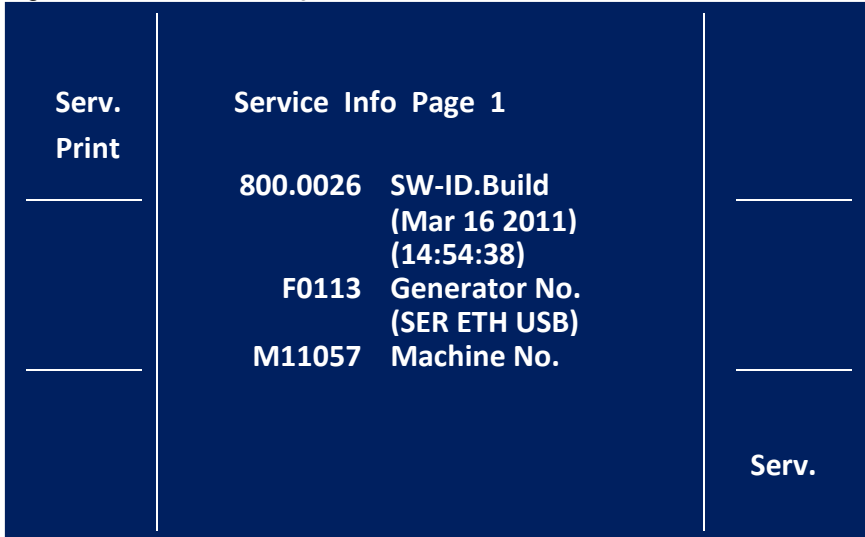 Serv.
Print
Service Info Page 1
800.0026 SW-ID.Build
(Mar 16 2011)
(14:54:38)
F0113 Generator No.
(SER ETH USB)
M11057 Machine No.
Serv.